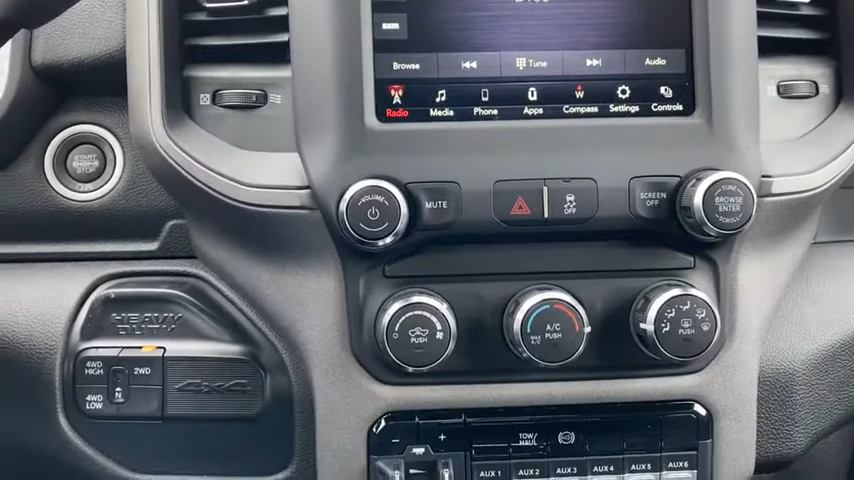 sxm
Browse
Tune
Audio
Radio
Media
Phone
Apps
W
Compass
Settings
Controls
START
ENGINE
STOP
VOLUME
MUTE
OFF
SCREEN
OFF
TUNE
BROWSE
ENTER
SCROLL
HEAVY
DUTY
PUSH
A/C
PUSH
MAX
A/C
PUSH
4WD
HIGH
2WD
4WD
LOW
N
4x4
- +
TOW/
HAUL
AUX 1 AUX 2 AUX 3 AUX 4 AUX 5 AUX 6